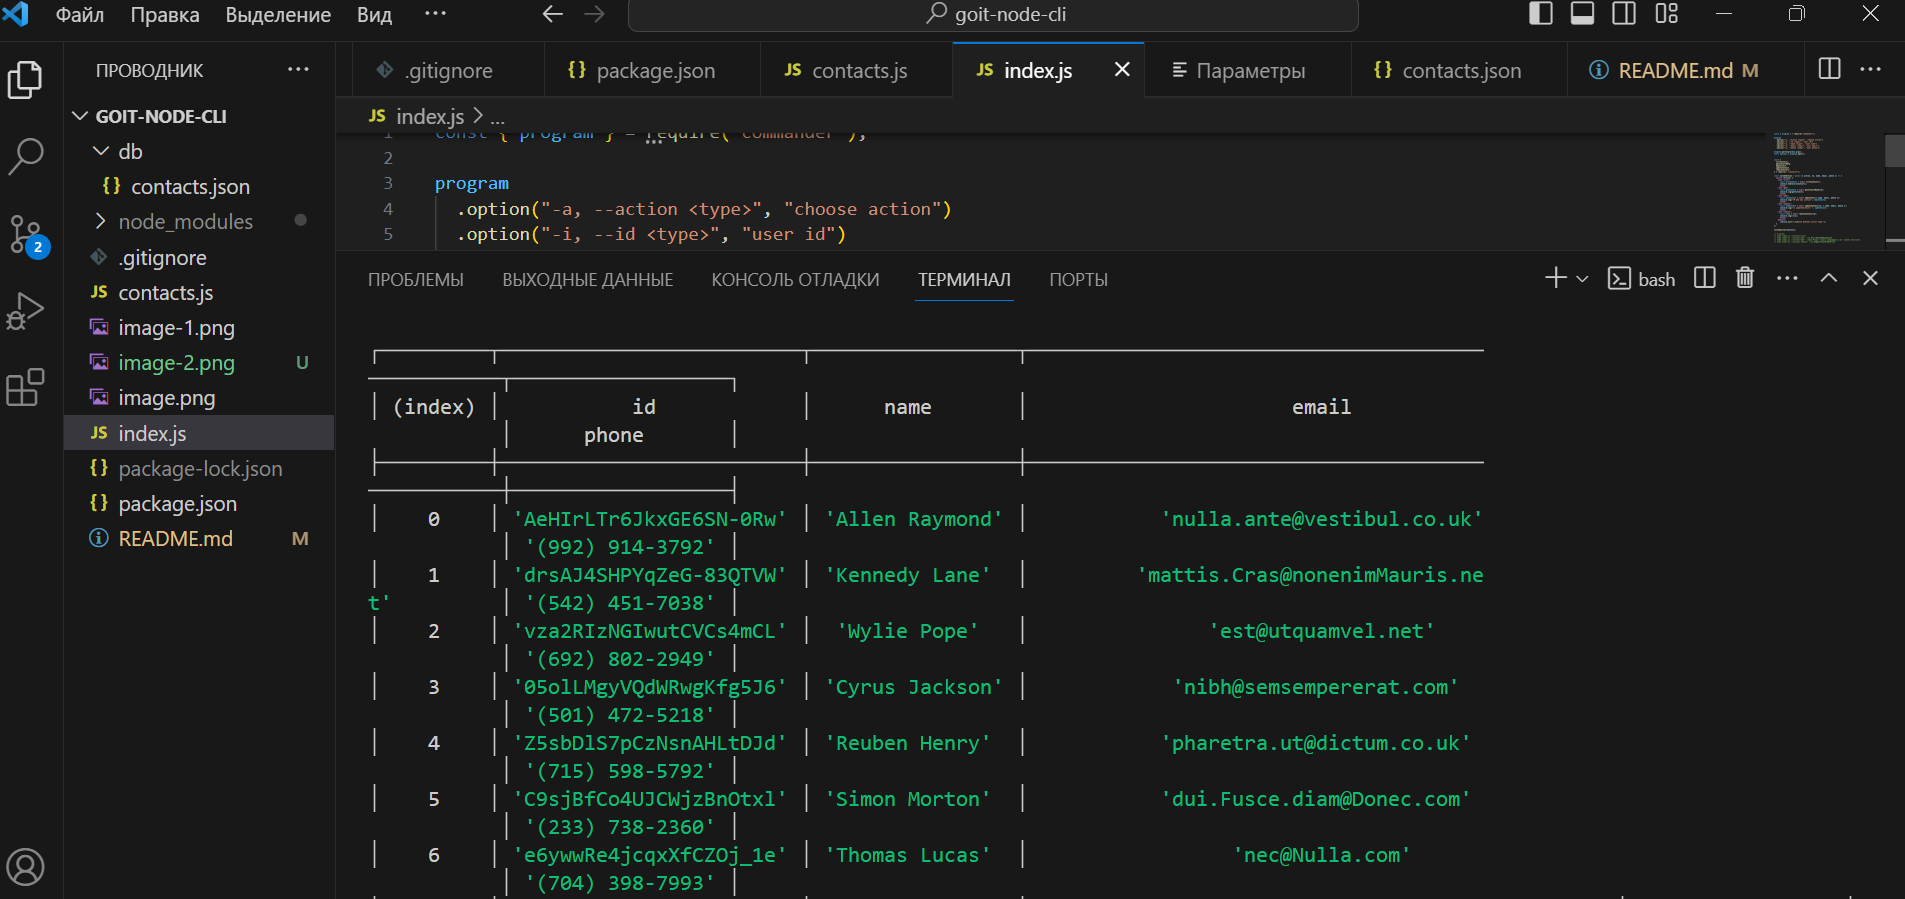 Файл Правка Выделение Вид ··· goit-node-cli
ПРОВОДНИК ···
.gitignore {} package.json JS contacts.js JS index.js Параметры {} contacts.json README.md M ···
GOIT-NODE-CLI
db
{} contacts.json
node_modules
.gitignore
JS contacts.js
image-1.png
image-2.png U
image.png
JS index.js
{} package-lock.json
{} package.json
README.md M
2
JS index.js > ...
1 const { program } = require("commander");
2
3 program
4 .option("-a, --action <type>", "choose action")
5 .option("-i, --id <type>", "user id")
ПРОБЛЕМЫ ВЫХОДНЫЕ ДАННЫЕ КОНСОЛЬ ОТЛАДКИ ТЕРМИНАЛ ПОРТЫ bash ···
(index) id name email
phone
0 'AeHIrLTr6JkxGE6SN-0Rw' 'Allen Raymond' 'nulla.ante@vestibul.co.uk'
'(992) 914-3792'
1 'drsAJ4SHPYqZeG-83QTVW' 'Kennedy Lane' 'mattis.Cras@nonenimMauris.ne
t' '(542) 451-7038'
2 'vza2RIzNGIwutCVCs4mCL' 'Wylie Pope' 'est@utquamvel.net'
'(692) 802-2949'
3 '05olLMgyVQdWRwgKfg5J6' 'Cyrus Jackson' 'nibh@semsempererat.com'
'(501) 472-5218'
4 'Z5sbDlS7pCzNsnAHLtDJd' 'Reuben Henry' 'pharetra.ut@dictum.co.uk'
'(715) 598-5792'
5 'C9sjBfCo4UJCWjzBnOtxl' 'Simon Morton' 'dui.Fusce.diam@Donec.com'
'(233) 738-2360'
6 'e6ywwRe4jcqxXfCZOj_1e' 'Thomas Lucas' 'nec@Nulla.com'
'(704) 398-7993'